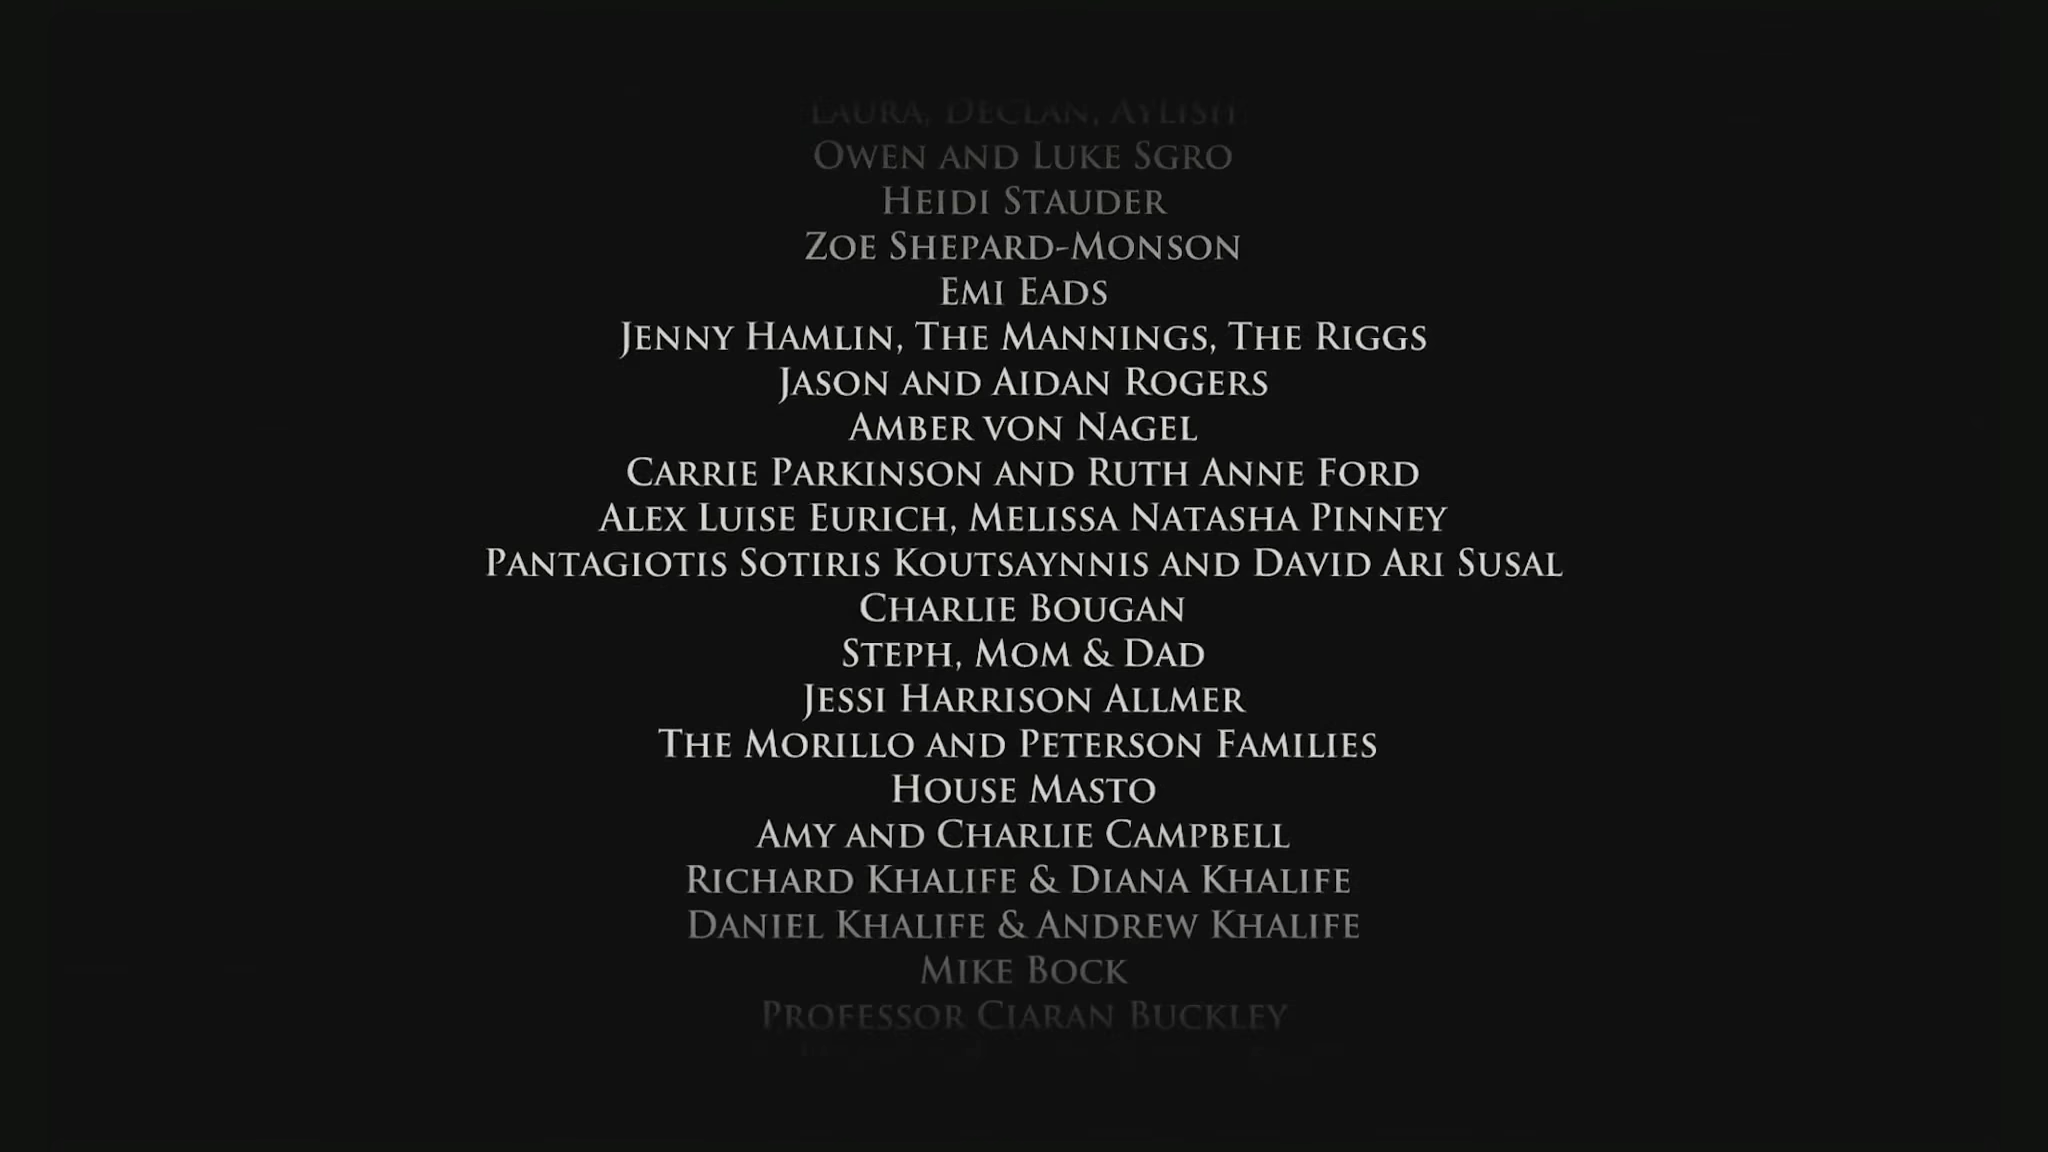 Laura, Declan, Aylish
Owen and Luke Sgro
Heidi Stauder
Zoe Shepard-Monson
Emi Eads
Jenny Hamlin, The Mannings, The Riggs
Jason and Aidan Rogers
Amber von Nagel
Carrie Parkinson and Ruth Anne Ford
Alex Luise Eurich, Melissa Natasha Pinney
Pantagiotis Sotiris Koutsaynnis and David Ari Susal
Charlie Bougan
Steph, Mom & Dad
Jessi Harrison Allmer
The Morillo and Peterson Families
House Masto
Amy and Charlie Campbell
Richard Khalife & Diana Khalife
Daniel Khalife & Andrew Khalife
Mike Bock
Professor Ciaran Buckley